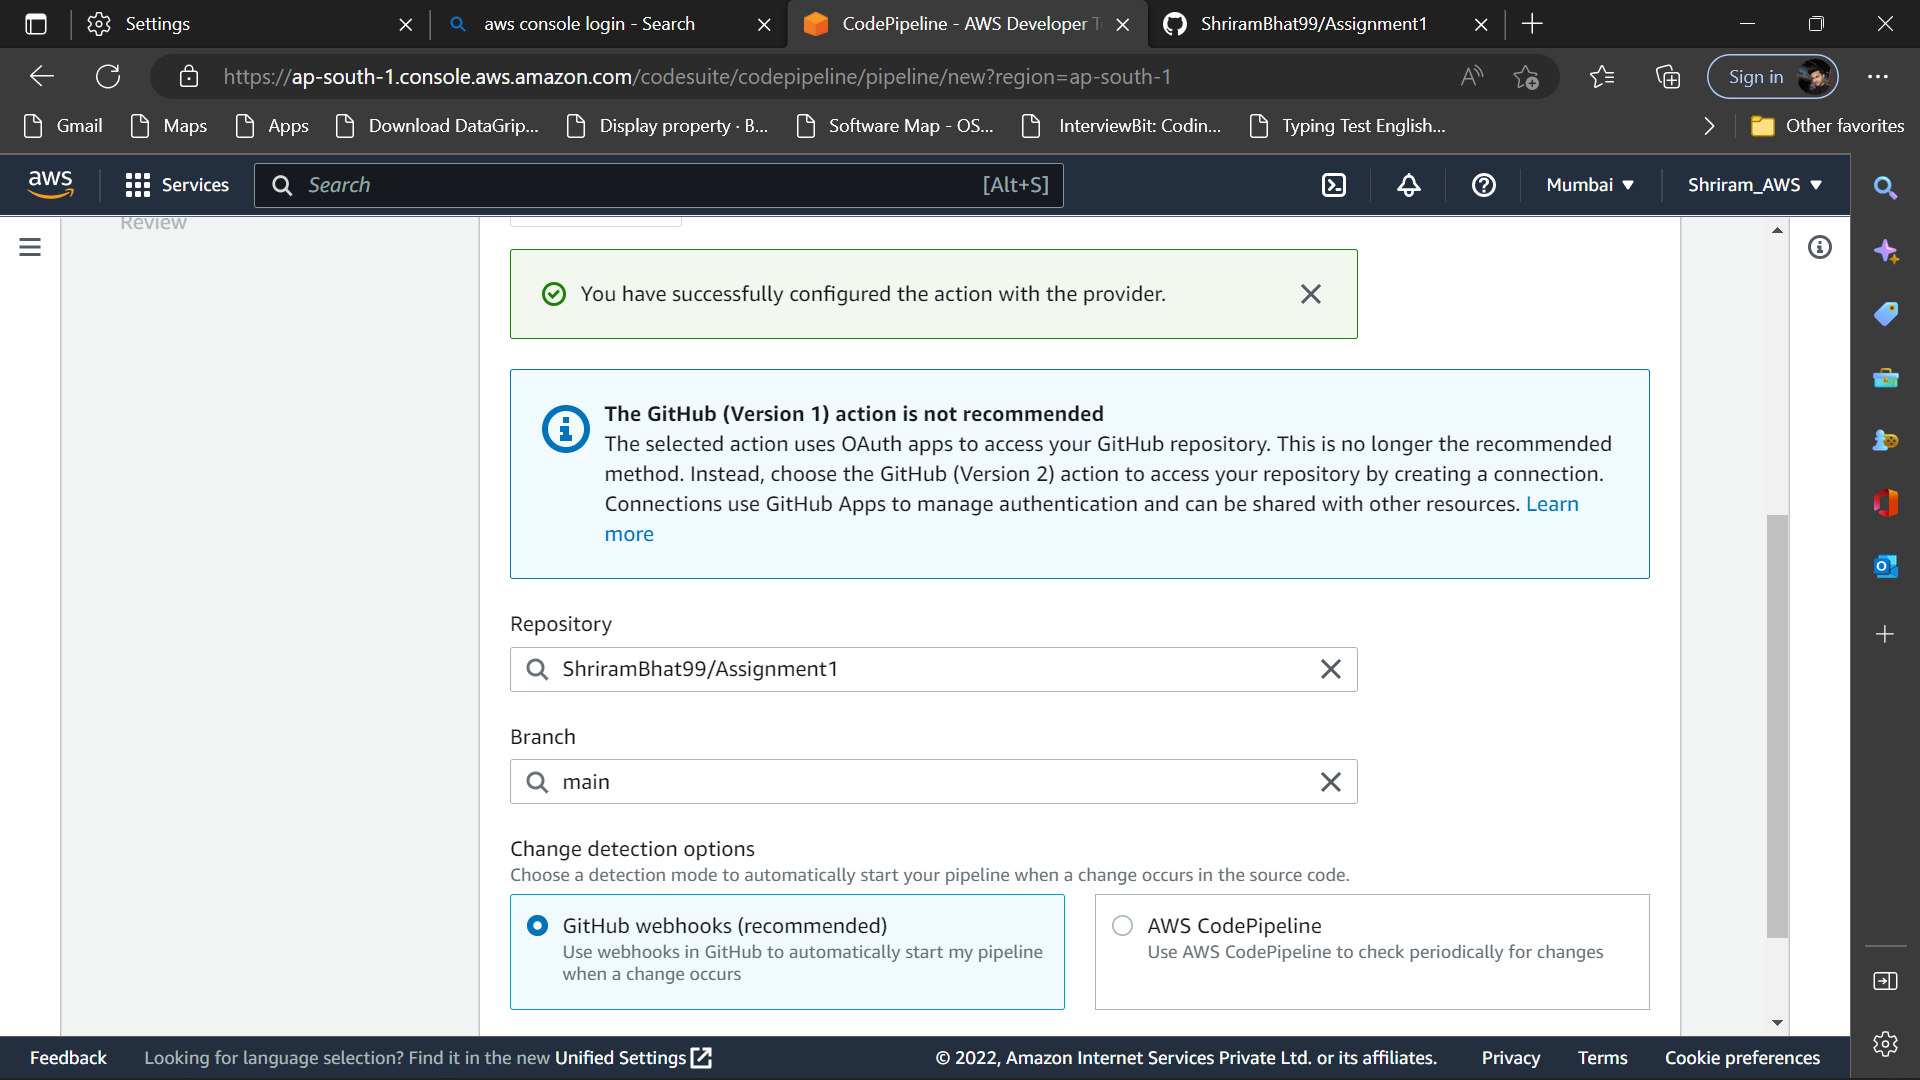 Settings
aws console login - Search
CodePipeline - AWS Developer T
ShriramBhat99/Assignment1
https://ap-south-1.console.aws.amazon.com/codesuite/codepipeline/pipeline/new?region=ap-south-1
Sign in
Gmail
Maps
Apps
Download DataGrip...
Display property · B...
Software Map - OS...
InterviewBit: Codin...
Typing Test English...
Other favorites
aws
Services
Search
[Alt+S]
Mumbai
Shriram_AWS
Review
You have successfully configured the action with the provider.
The GitHub (Version 1) action is not recommended
The selected action uses OAuth apps to access your GitHub repository. This is no longer the recommended
method. Instead, choose the GitHub (Version 2) action to access your repository by creating a connection.
Connections use GitHub Apps to manage authentication and can be shared with other resources. Learn
more
Repository
ShriramBhat99/Assignment1
Branch
main
Change detection options
Choose a detection mode to automatically start your pipeline when a change occurs in the source code.
GitHub webhooks (recommended)
Use webhooks in GitHub to automatically start my pipeline
when a change occurs
AWS CodePipeline
Use AWS CodePipeline to check periodically for changes
Feedback
Looking for language selection? Find it in the new Unified Settings
© 2022, Amazon Internet Services Private Ltd. or its affiliates.
Privacy
Terms
Cookie preferences